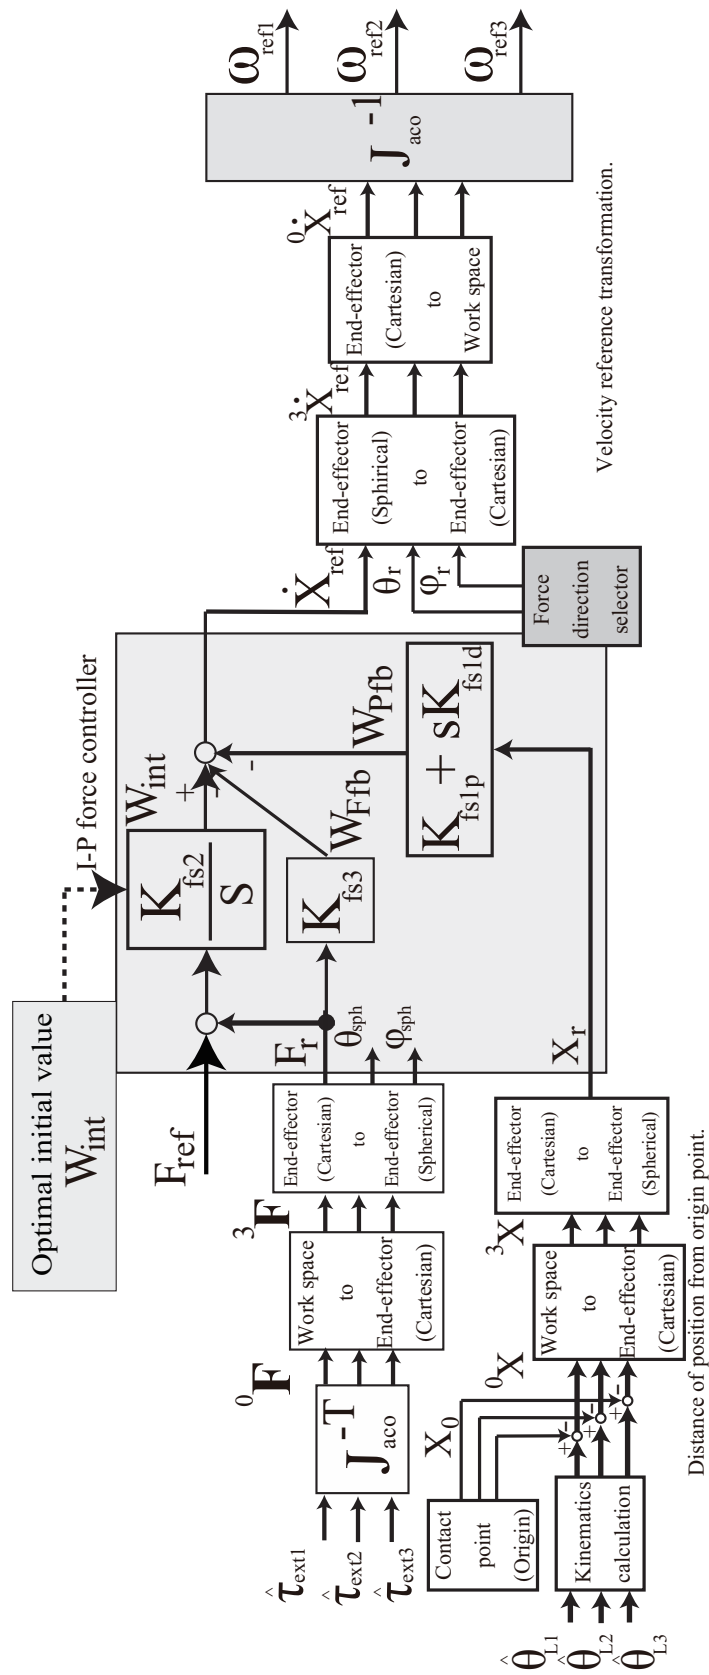 Optimal initial value
W_int
I-P force controller
F_ref
K_fs2
S
W_int
+
-
-
K_fs3
W_Ffb
W_Pfb
K_fs1p + sK_fs1d
F_r
θ_sph
φ_sph
X_r
Ẋ_ref
θ_r
φ_r
Force
direction
selector
End-effector
(Sphirical)
to
End-effector
(Cartesian)
³Ẋ_ref
End-effector
(Cartesian)
to
Work space
⁰Ẋ_ref
J_aco^-1
ω_ref1
ω_ref2
ω_ref3
Velocity reference transformation.
τ̂_ext1
τ̂_ext2
τ̂_ext3
J_aco^-T
⁰F
Work space
to
End-effector
(Cartesian)
³F
End-effector
(Cartesian)
to
End-effector
(Spherical)
Contact
point
(Origin)
X_0
θ̂_L1
θ̂_L2
θ̂_L3
Kinematics
calculation
+
-
+
-
+
-
⁰X
Work space
to
End-effector
(Cartesian)
³X
End-effector
(Cartesian)
to
End-effector
(Spherical)
Distance of position from origin point.